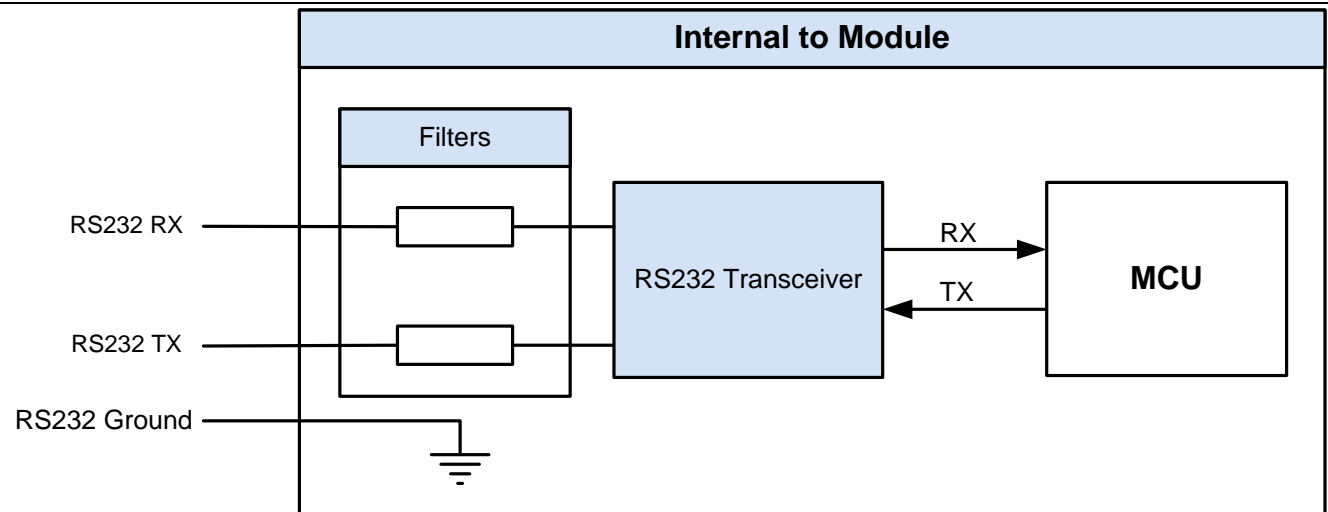 Internal to Module
Filters
RS232 RX
RS232 Transceiver
RX
MCU
TX
RS232 TX
RS232 Ground